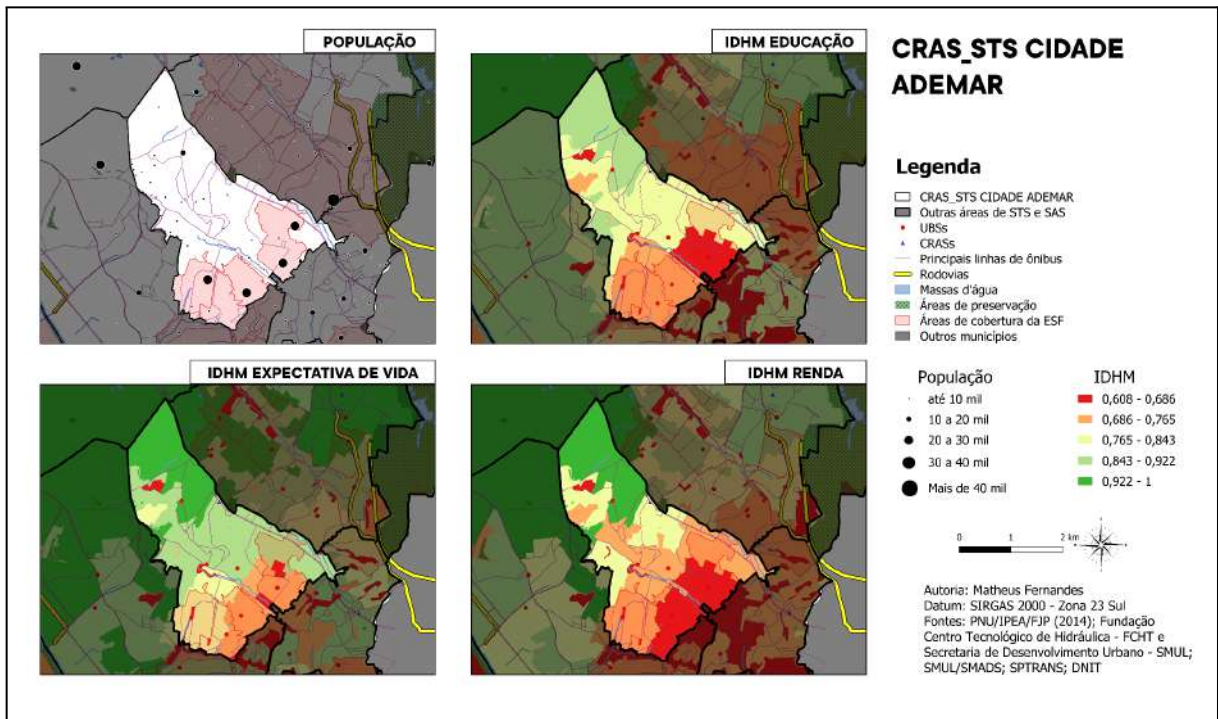 POPULAÇÃO
IDHM EDUCAÇÃO
IDHM EXPECTATIVA DE VIDA
IDHM RENDA
CRAS_STS CIDADE
ADEMAR
Legenda
CRAS_STS CIDADE ADEMAR
Outras áreas de STS e SAS
UBSs
CRASs
Principais linhas de ônibus
Rodovias
Massas d'água
Áreas de preservação
Áreas de cobertura da ESF
Outros municípios
População
até 10 mil
10 a 20 mil
20 a 30 mil
30 a 40 mil
Mais de 40 mil
IDHM
0,608 - 0,686
0,686 - 0,765
0,765 - 0,843
0,843 - 0,922
0,922 - 1
0 1 2 km
Autoria: Matheus Fernandes
Datum: SIRGAS 2000 - Zona 23 Sul
Fontes: PNU/IPEA/FJP (2014); Fundação
Centro Tecnológico de Hidráulica - FCHT e
Secretaria de Desenvolvimento Urbano - SMUL;
SMUL/SMADS; SPTRANS; DNIT